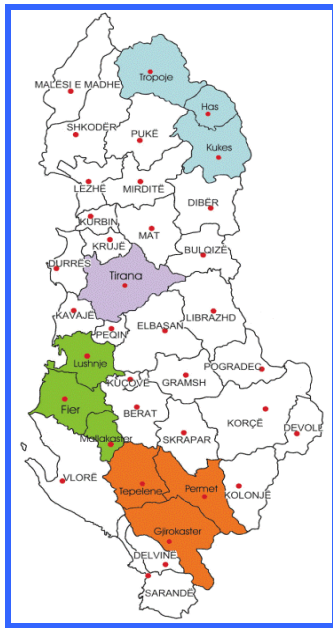 Tropoje
MALËSI E MADHE
Has
SHKODËR
PUKË
Kukes
LEZHË
MIRDITË
DIBËR
KURBIN
MAT
KRUJË
BULQIZË
DURRËS
Tirana
KAVAJË
LIBRAZHD
PEQIN
ELBASAN
Lushnje
POGRADEC
KUÇOVË
GRAMSH
Fier
BERAT
KORÇË
DEVOLL
Mallakaster
SKRAPAR
VLORË
Tepelene
Permet
KOLONJË
Gjirokaster
DELVINË
SARANDË